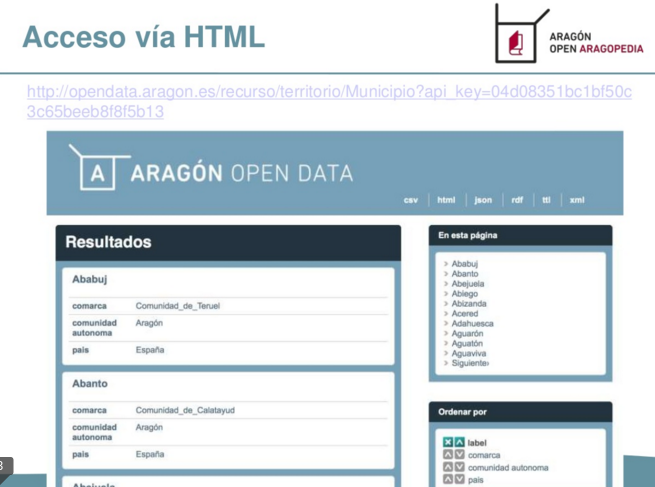 Acceso vía HTML
ARAGÓN
OPEN ARAGOPEDIA
http://opendata.aragon.es/recurso/territorio/Municipio?api_key=04d08351bc1bf50c
3c65beeb8f8f5b13
A ARAGÓN OPEN DATA
csv html json rdf ttl xml
Resultados
Ababuj
comarca Comunidad_de_Teruel
comunidad autonoma Aragón
pais España
Abanto
comarca Comunidad_de_Calatayud
comunidad autonoma Aragón
pais España
En esta página
> Ababuj
> Abanto
> Abejuela
> Abiego
> Abizanda
> Acered
> Adahuesca
> Aguarón
> Aguatón
> Aguaviva
> Siguiente›
Ordenar por
label
comarca
comunidad autonoma
pais